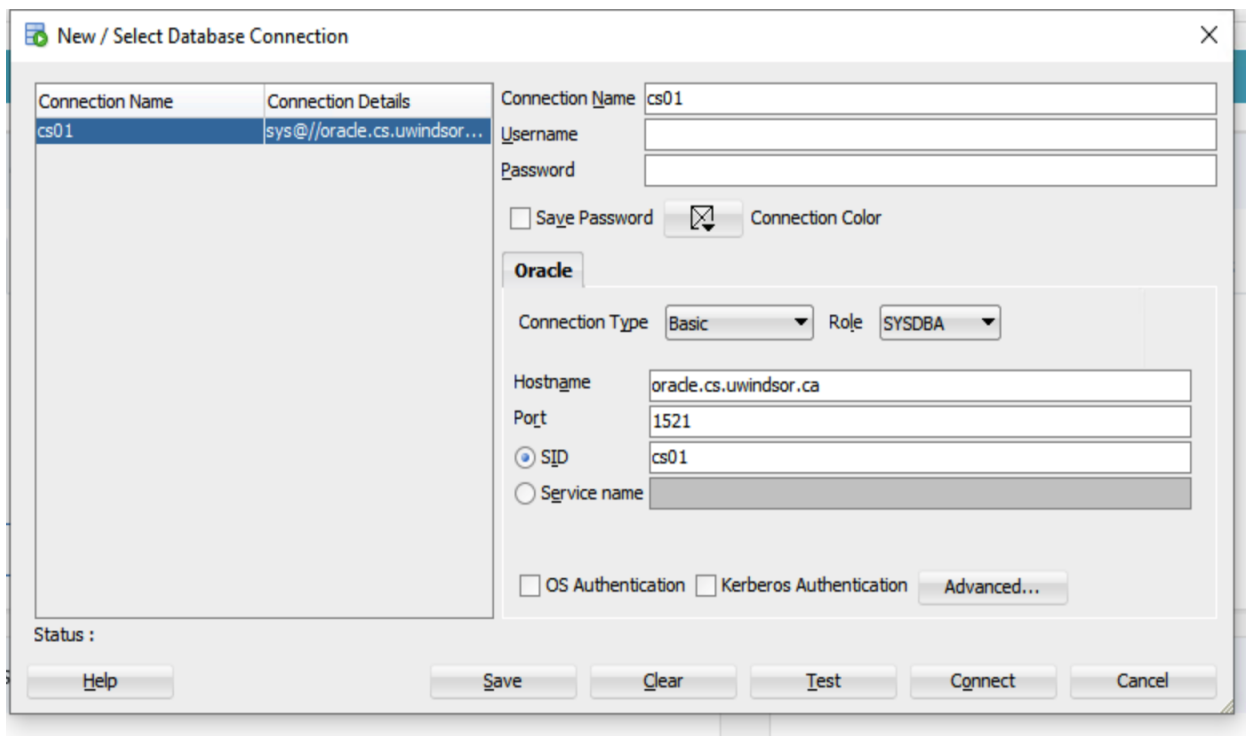 New / Select Database Connection
Connection Name Connection Details
cs01 sys@//oracle.cs.uwindsor...
Connection Name cs01
Username
Password
Save Password Connection Color
Oracle
Connection Type Basic Role SYSDBA
Hostname oracle.cs.uwindsor.ca
Port 1521
SID cs01
Service name
OS Authentication Kerberos Authentication Advanced...
Status :
Help Save Clear Test Connect Cancel